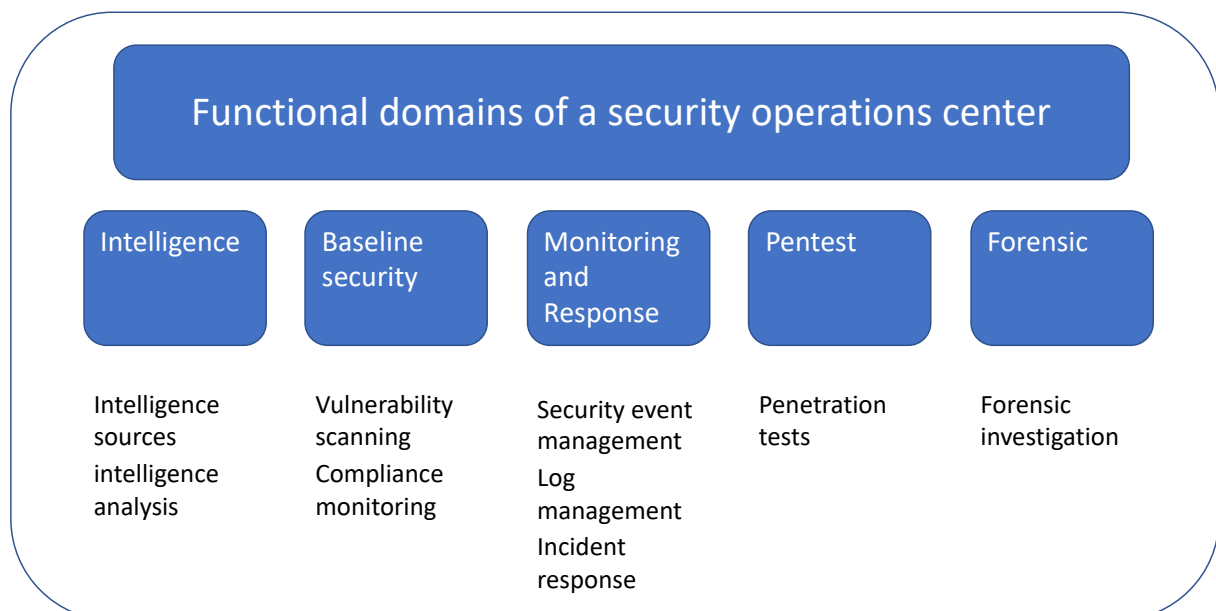 Functional domains of a security operations center
Intelligence
Baseline
security
Monitoring
and
Response
Pentest
Forensic
Intelligence
sources
intelligence
analysis
Vulnerability
scanning
Compliance
monitoring
Security event
management
Log
management
Incident
response
Penetration
tests
Forensic
investigation